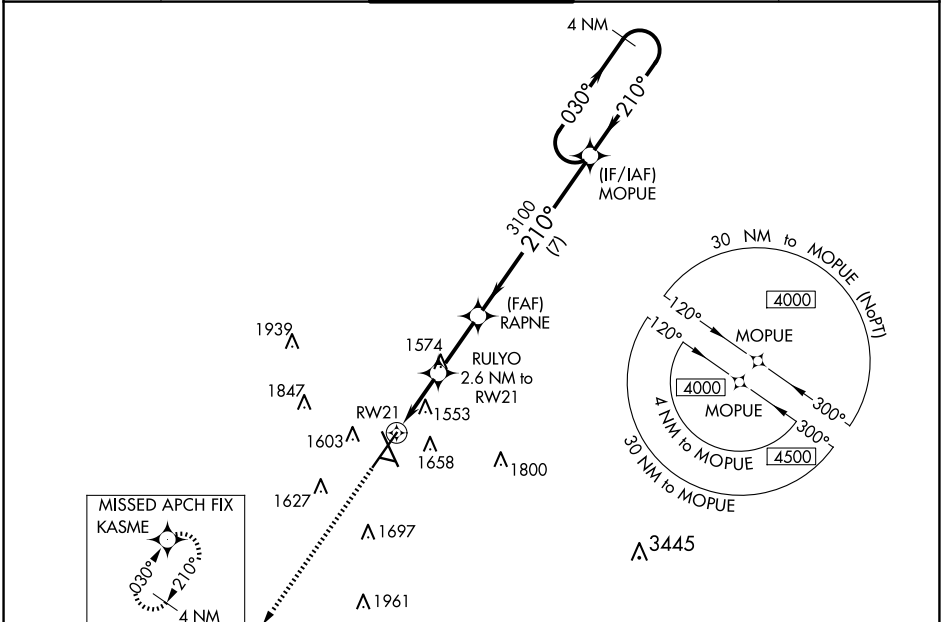 4 NM
030°
210°
(IF/IAF)
MOPUE
3100
210°
(7)
30 NM to MOPUE (NoPT)
4000
120°
MOPUE
300°
120°
4000
MOPUE
300°
4 NM to MOPUE
4500
30 NM to MOPUE
(FAF)
RAPNE
1939
1574
RULYO
2.6 NM to
RW21
1847
1553
RW21
1603
1658
1800
1627
1697
3445
1961
MISSED APCH FIX
KASME
030°
210°
4 NM